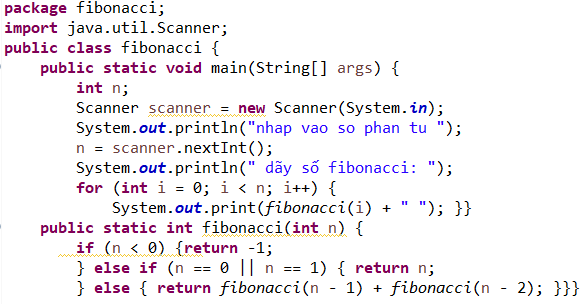 package fibonacci;
import java.util.Scanner;
public class fibonacci {
    public static void main(String[] args) {
        int n;
        Scanner scanner = new Scanner(System.in);
        System.out.println("nhap vao so phan tu ");
        n = scanner.nextInt();
        System.out.println(" dãy số fibonacci: ");
        for (int i = 0; i < n; i++) {
            System.out.print(fibonacci(i) + " "); }}
    public static int fibonacci(int n) {
        if (n < 0) {return -1;
        } else if (n == 0 || n == 1) { return n;
        } else { return fibonacci(n - 1) + fibonacci(n - 2); }}}